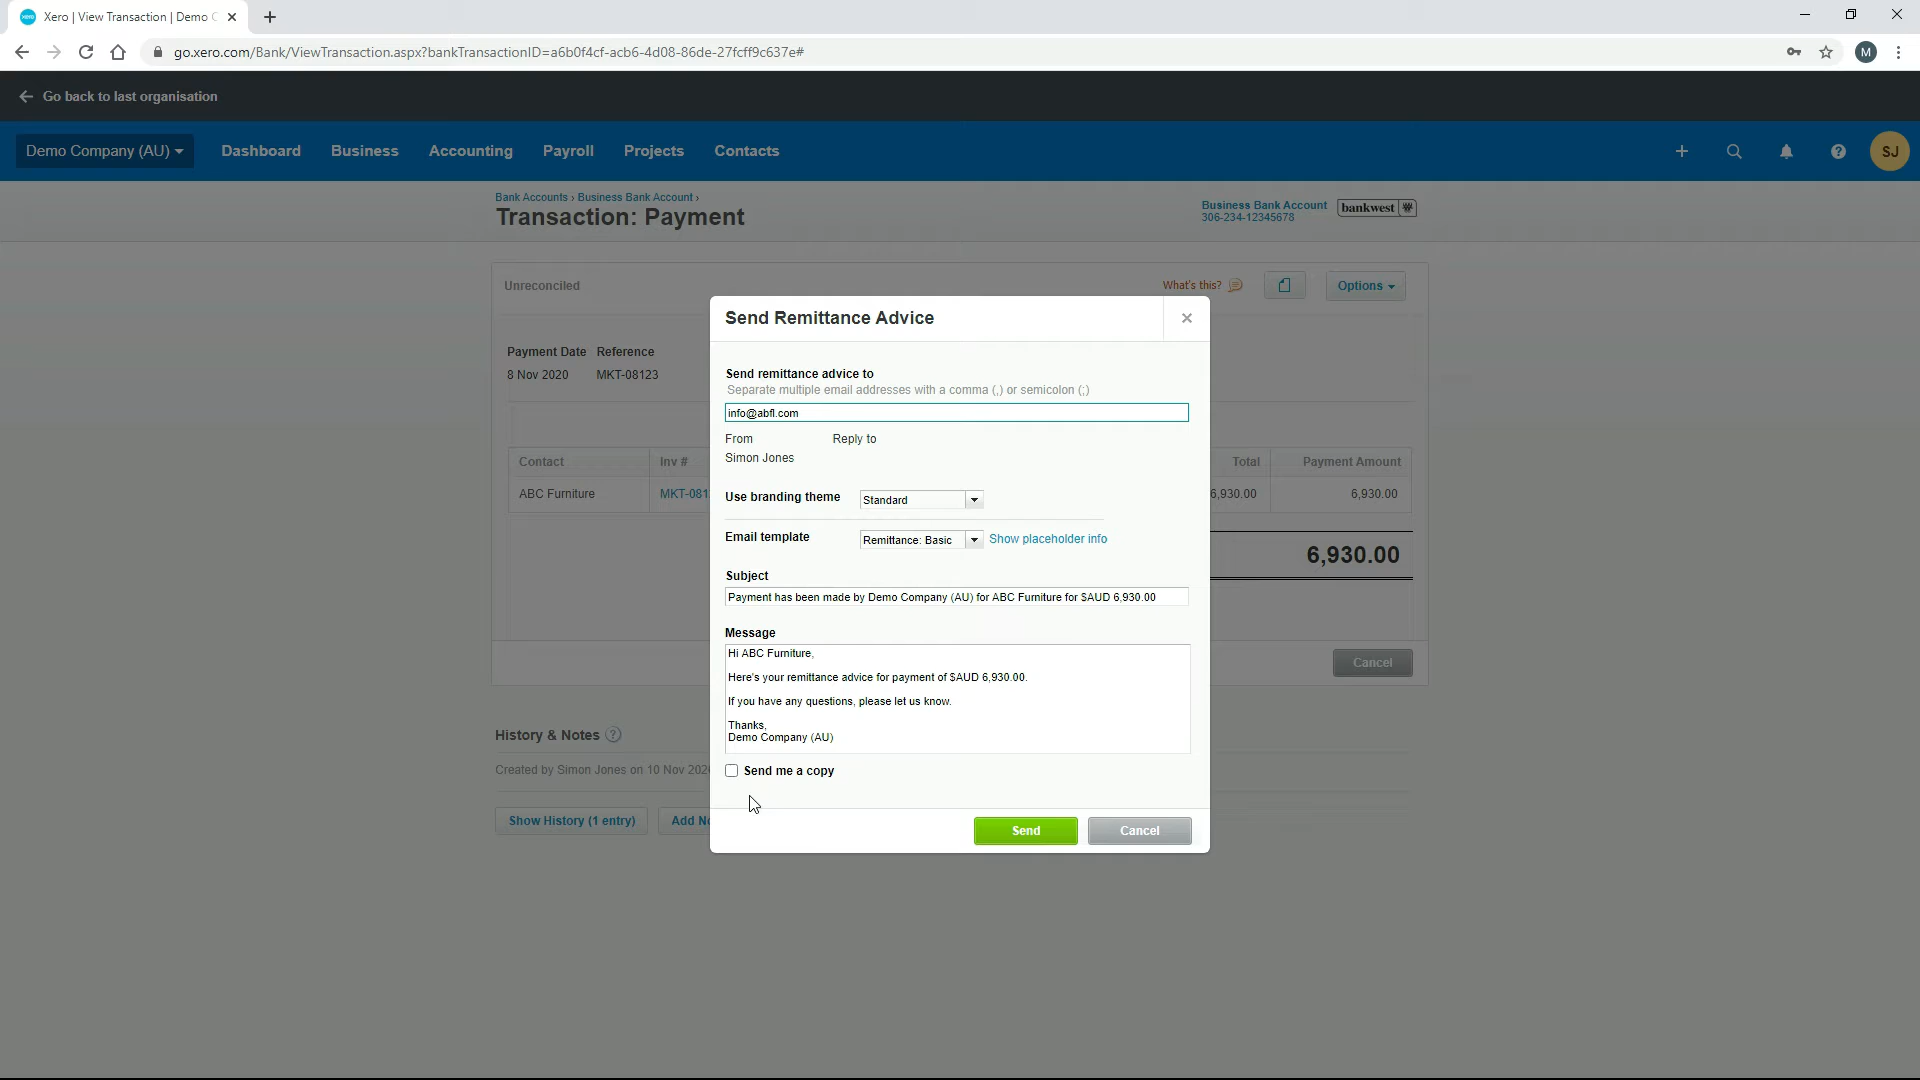 Xero | View Transaction | Demo C
go.xero.com/Bank/ViewTransaction.aspx?bankTransactionID=a6b0f4cf-acb6-4d08-86de-27fcff9c637e#
M
Go back to last organisation
Demo Company (AU) Dashboard Business Accounting Payroll Projects Contacts SJ
Bank Accounts › Business Bank Account ›
Transaction: Payment
Business Bank Account
306-234-12345678
bankwest
Unreconciled
What's this?
Options
Payment Date Reference
8 Nov 2020 MKT-08123
Contact Inv # Total Payment Amount
ABC Furniture MKT-081 6,930.00 6,930.00
6,930.00
Cancel
History & Notes ?
Created by Simon Jones on 10 Nov 202
Show History (1 entry) Add No
Send Remittance Advice
Send remittance advice to
Separate multiple email addresses with a comma (,) or semicolon (;)
info@abfl.com
From Reply to
Simon Jones
Use branding theme Standard
Email template Remittance: Basic Show placeholder info
Subject
Payment has been made by Demo Company (AU) for ABC Furniture for $AUD 6,930.00
Message
Hi ABC Furniture,
Here's your remittance advice for payment of $AUD 6,930.00.
If you have any questions, please let us know.
Thanks,
Demo Company (AU)
Send me a copy
Send Cancel